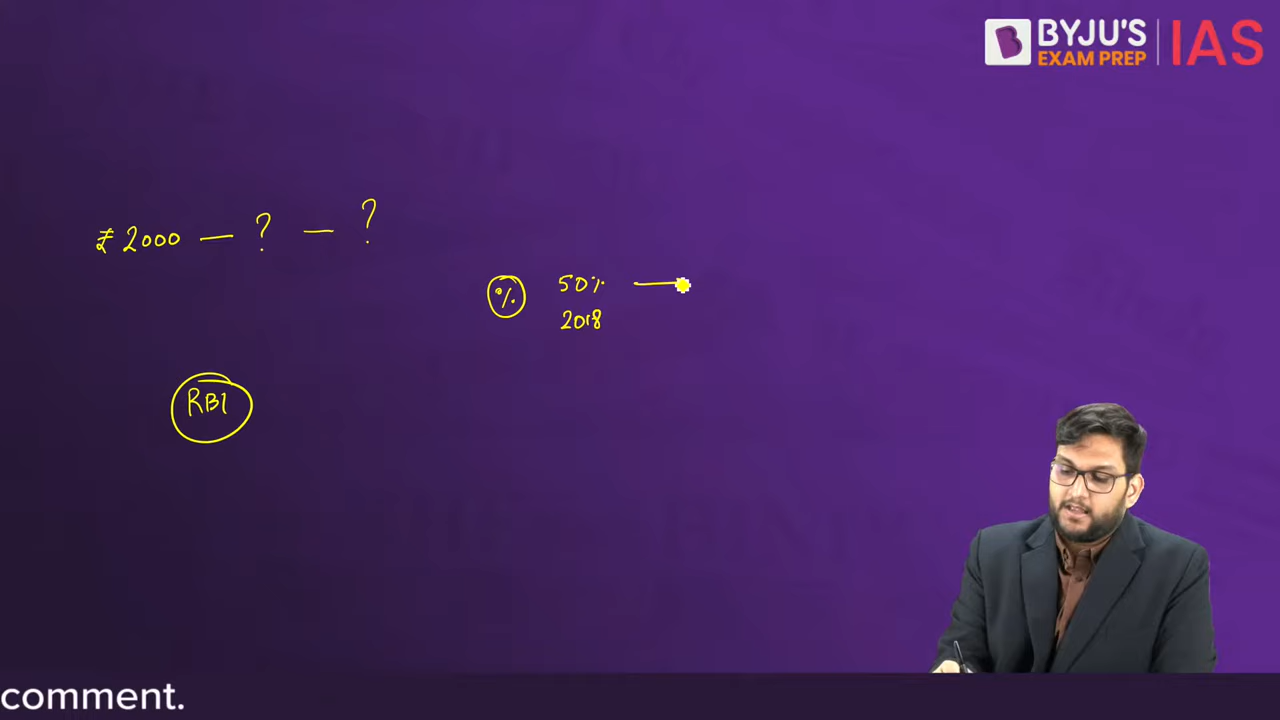 BYJU'S
EXAM PREP
IAS
₹ 2000 — ? — ?
% 50% —
2018
RBI
comment.